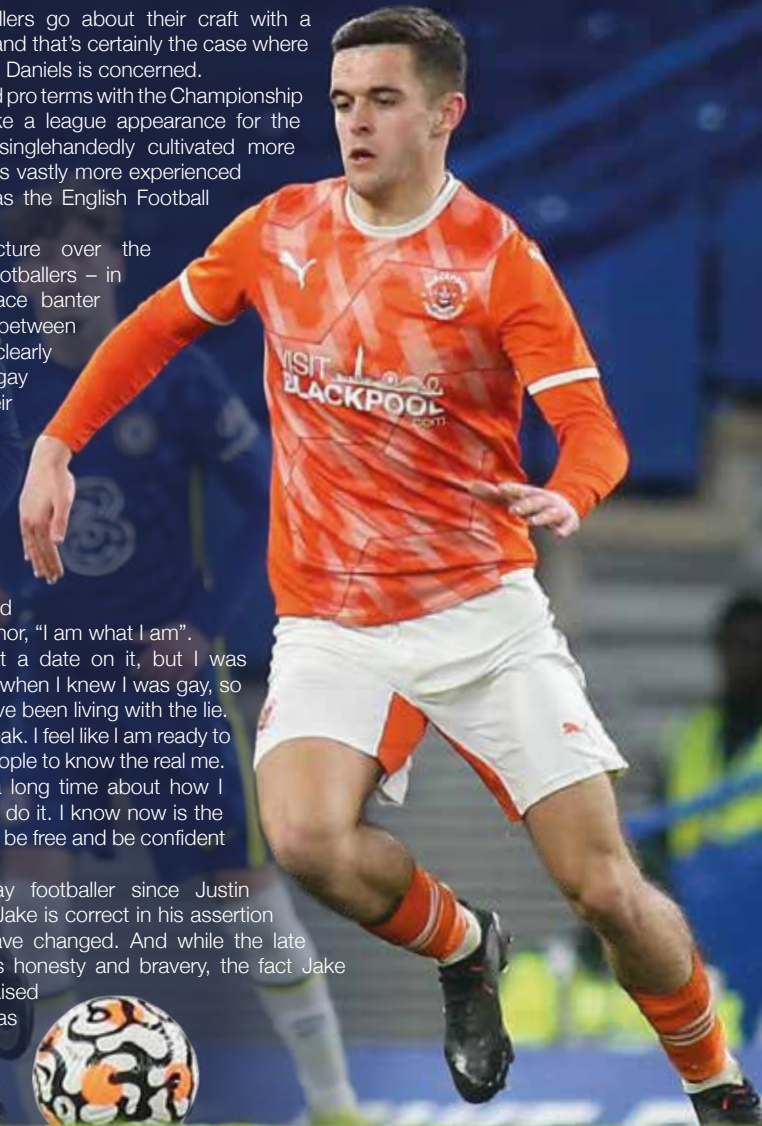 llers go about their craft with a
and that's certainly the case where
Daniels is concerned.
d pro terms with the Championship
ke a league appearance for the
singlehandedly cultivated more
s vastly more experienced
as the English Football
cture over the
ootballers – in
ace banter
between
clearly
gay
eir
d
nor, “I am what I am”.
t a date on it, but I was
when I knew I was gay, so
ve been living with the lie.
eak. I feel like I am ready to
ople to know the real me.
a long time about how I
do it. I know now is the
be free and be confident
ay footballer since Justin
Jake is correct in his assertion
ave changed. And while the late
s honesty and bravery, the fact Jake
aised
as
VISIT
BLACKPOOL
.com